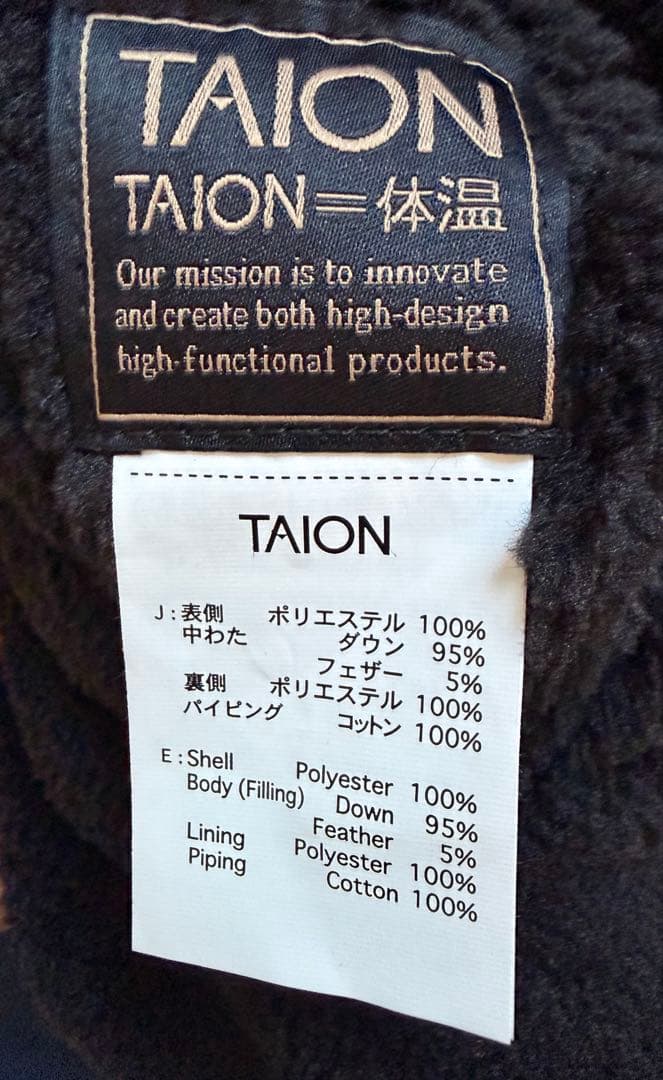 TAION
TAION=体温
Our mission is to innovate
and create both high-design
high-functional products.
TAION
J:表側 ポリエステル 100%
中わた ダウン 95%
フェザー 5%
裏側 ポリエステル 100%
パイピング コットン 100%
E:Shell Polyester 100%
Body (Filling) Down 95%
Feather 5%
Lining Polyester 100%
Piping Cotton 100%